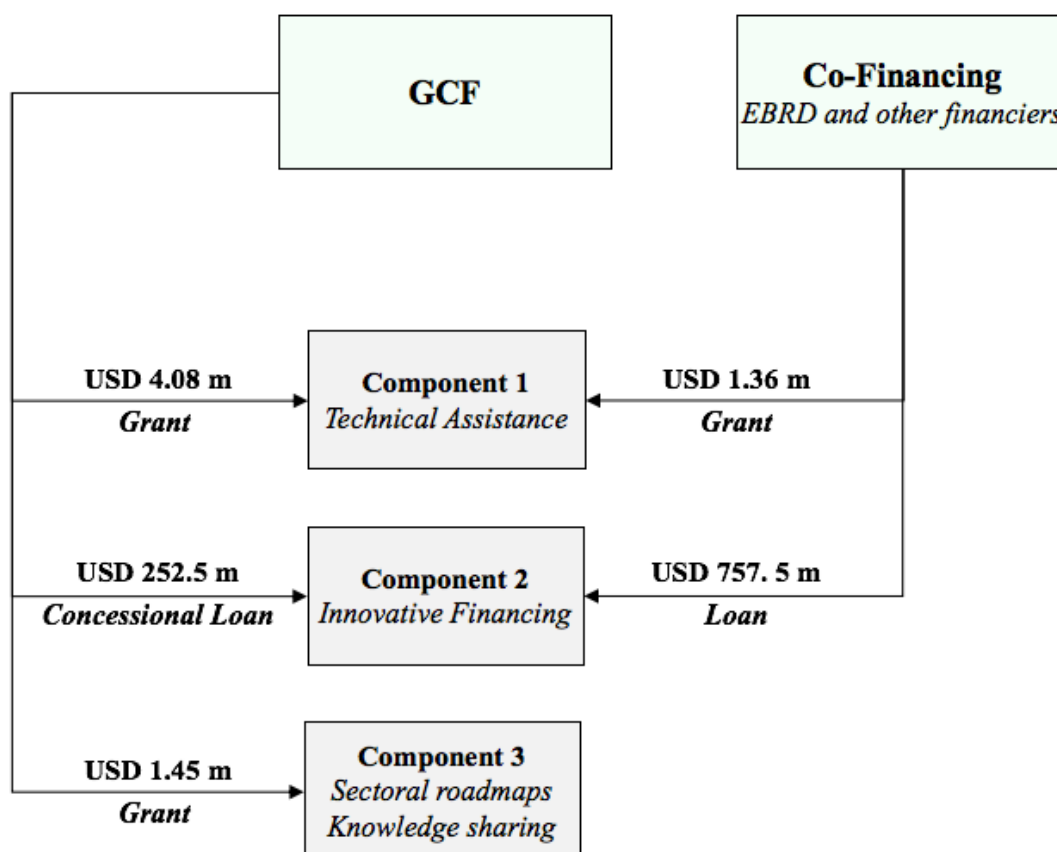 GCF
Co-Financing
EBRD and other financiers
USD 4.08 m
Grant
Component 1
Technical Assistance
USD 1.36 m
Grant
USD 252.5 m
Concessional Loan
Component 2
Innovative Financing
USD 757. 5 m
Loan
USD 1.45 m
Grant
Component 3
Sectoral roadmaps
Knowledge sharing